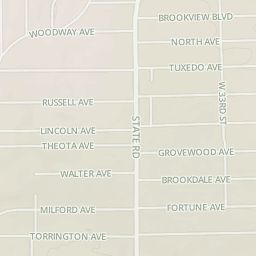 BROOKVIEW BLVD
WOODWAY AVE
NORTH AVE
TUXEDO AVE
W 33RD ST
RUSSELL AVE
STATE RD
LINCOLN AVE
THEOTA AVE
GROVEWOOD AVE
WALTER AVE
BROOKDALE AVE
MILFORD AVE
FORTUNE AVE
TORRINGTON AVE